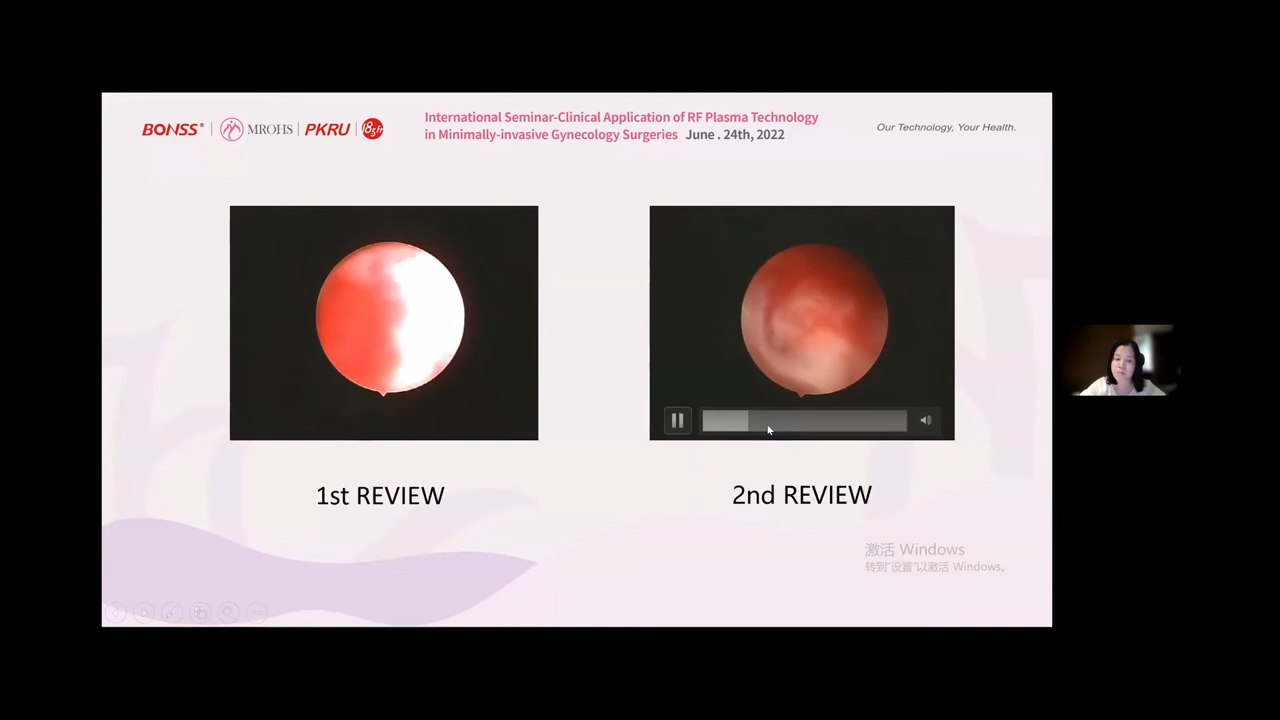 BONSS® | MROHS | PKRU | 185fr
International Seminar-Clinical Application of RF Plasma Technology
in Minimally-invasive Gynecology Surgeries June . 24th, 2022
Our Technology, Your Health.
1st REVIEW
2nd REVIEW
激活 Windows
转到"设置"以激活 Windows。